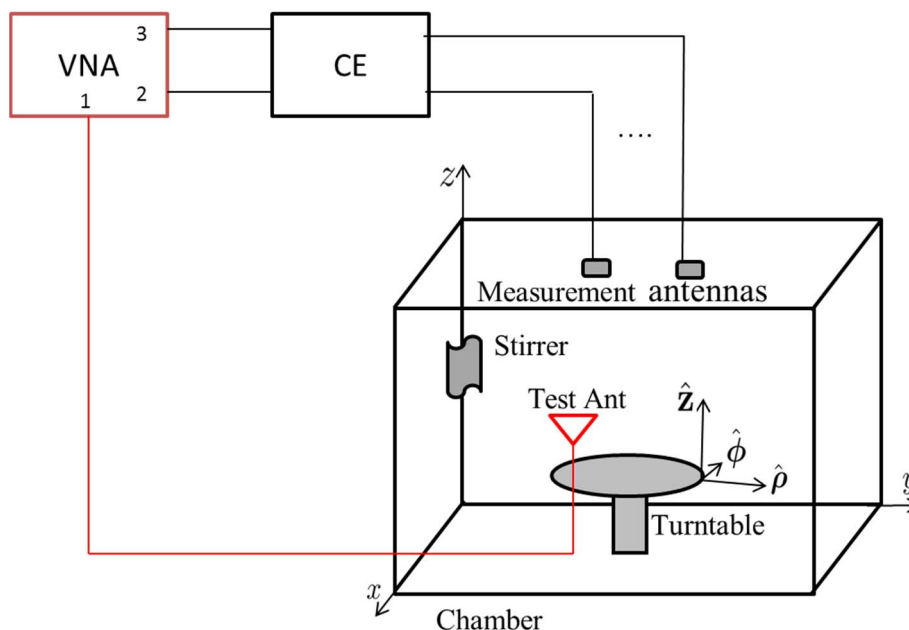 VNA
1
2
3
CE
....
z
Measurement antennas
Stirrer
Test Ant
ẑ
ϕ̂
ρ̂
y
Turntable
x
Chamber